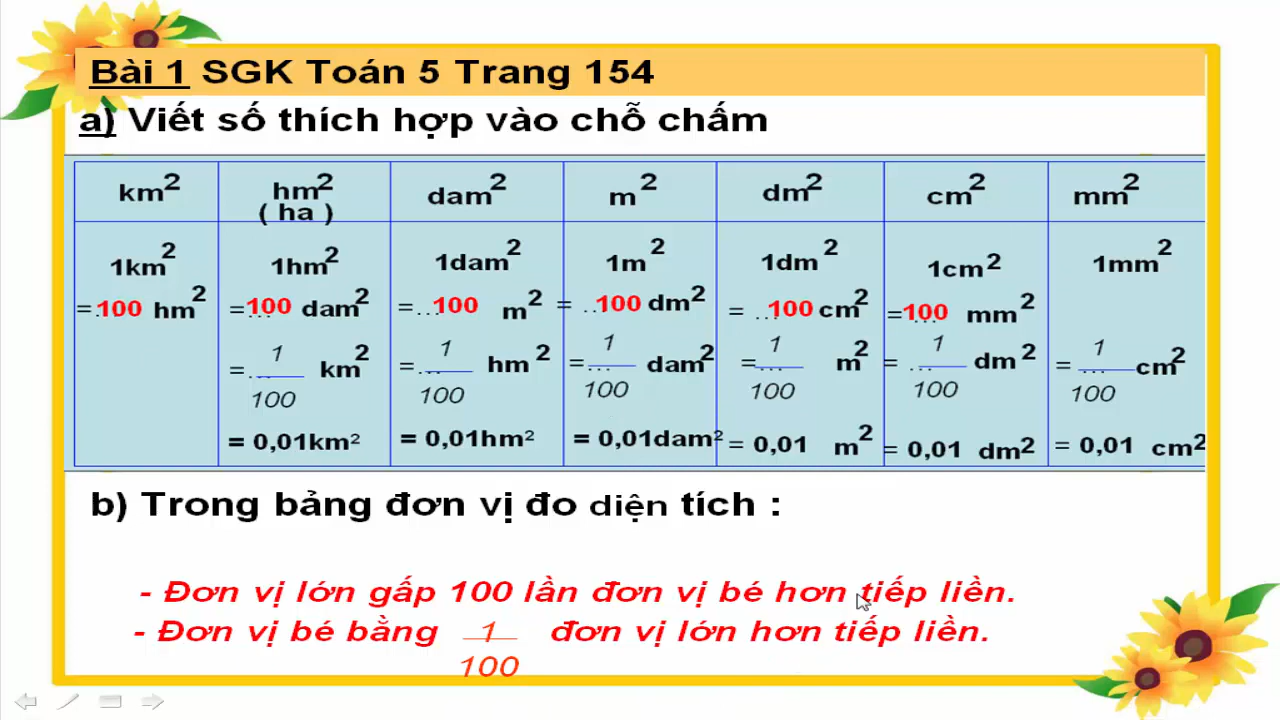 Bài 1 SGK Toán 5 Trang 154
a) Viết số thích hợp vào chỗ chấm
km² hm² dam² m² dm² cm² mm²
( ha )
1km² 1hm² 1dam² 1m² 1dm² 1cm² 1mm²
=...100 hm² =...100 dam² =...100 m² = ...100 dm² = ...100 cm² =...100 mm²
=... 1/100 km² =... 1/100 hm² =... 1/100 dam² =... 1/100 m² = ... 1/100 dm² = ... 1/100 cm²
= 0,01km² = 0,01hm² = 0,01dam² = 0,01 m² = 0,01 dm² = 0,01 cm²
b) Trong bảng đơn vị đo diện tích :
- Đơn vị lớn gấp 100 lần đơn vị bé hơn tiếp liền.
- Đơn vị bé bằng 1/100 đơn vị lớn hơn tiếp liền.